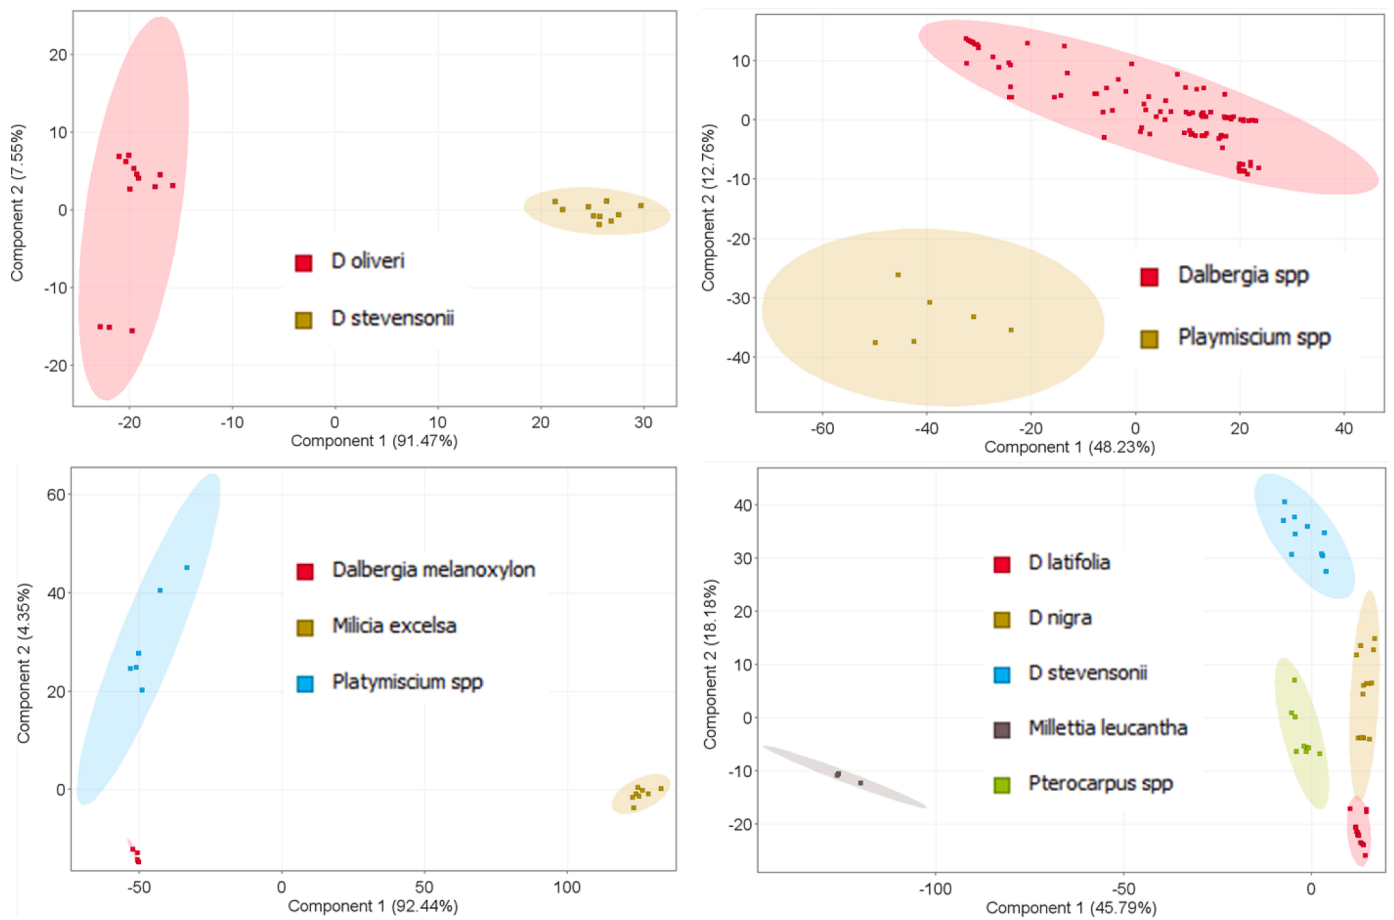 20
10
0
-10
-20
Component 2 (7.55%)
D oliveri
D stevensonii
-20
-10
0
10
20
30
Component 1 (91.47%)
10
0
-10
-20
-30
-40
Component 2 (12.76%)
Dalbergia spp
Playmiscium spp
-60
-40
-20
0
20
40
Component 1 (48.23%)
60
40
20
0
Component 2 (4.35%)
Dalbergia melanoxylon
Milicia excelsa
Platymiscium spp
-50
0
50
100
Component 1 (92.44%)
40
30
20
10
0
-10
-20
Component 2 (18.18%)
D latifolia
D nigra
D stevensonii
Millettia leucantha
Pterocarpus spp
-100
-50
0
Component 1 (45.79%)